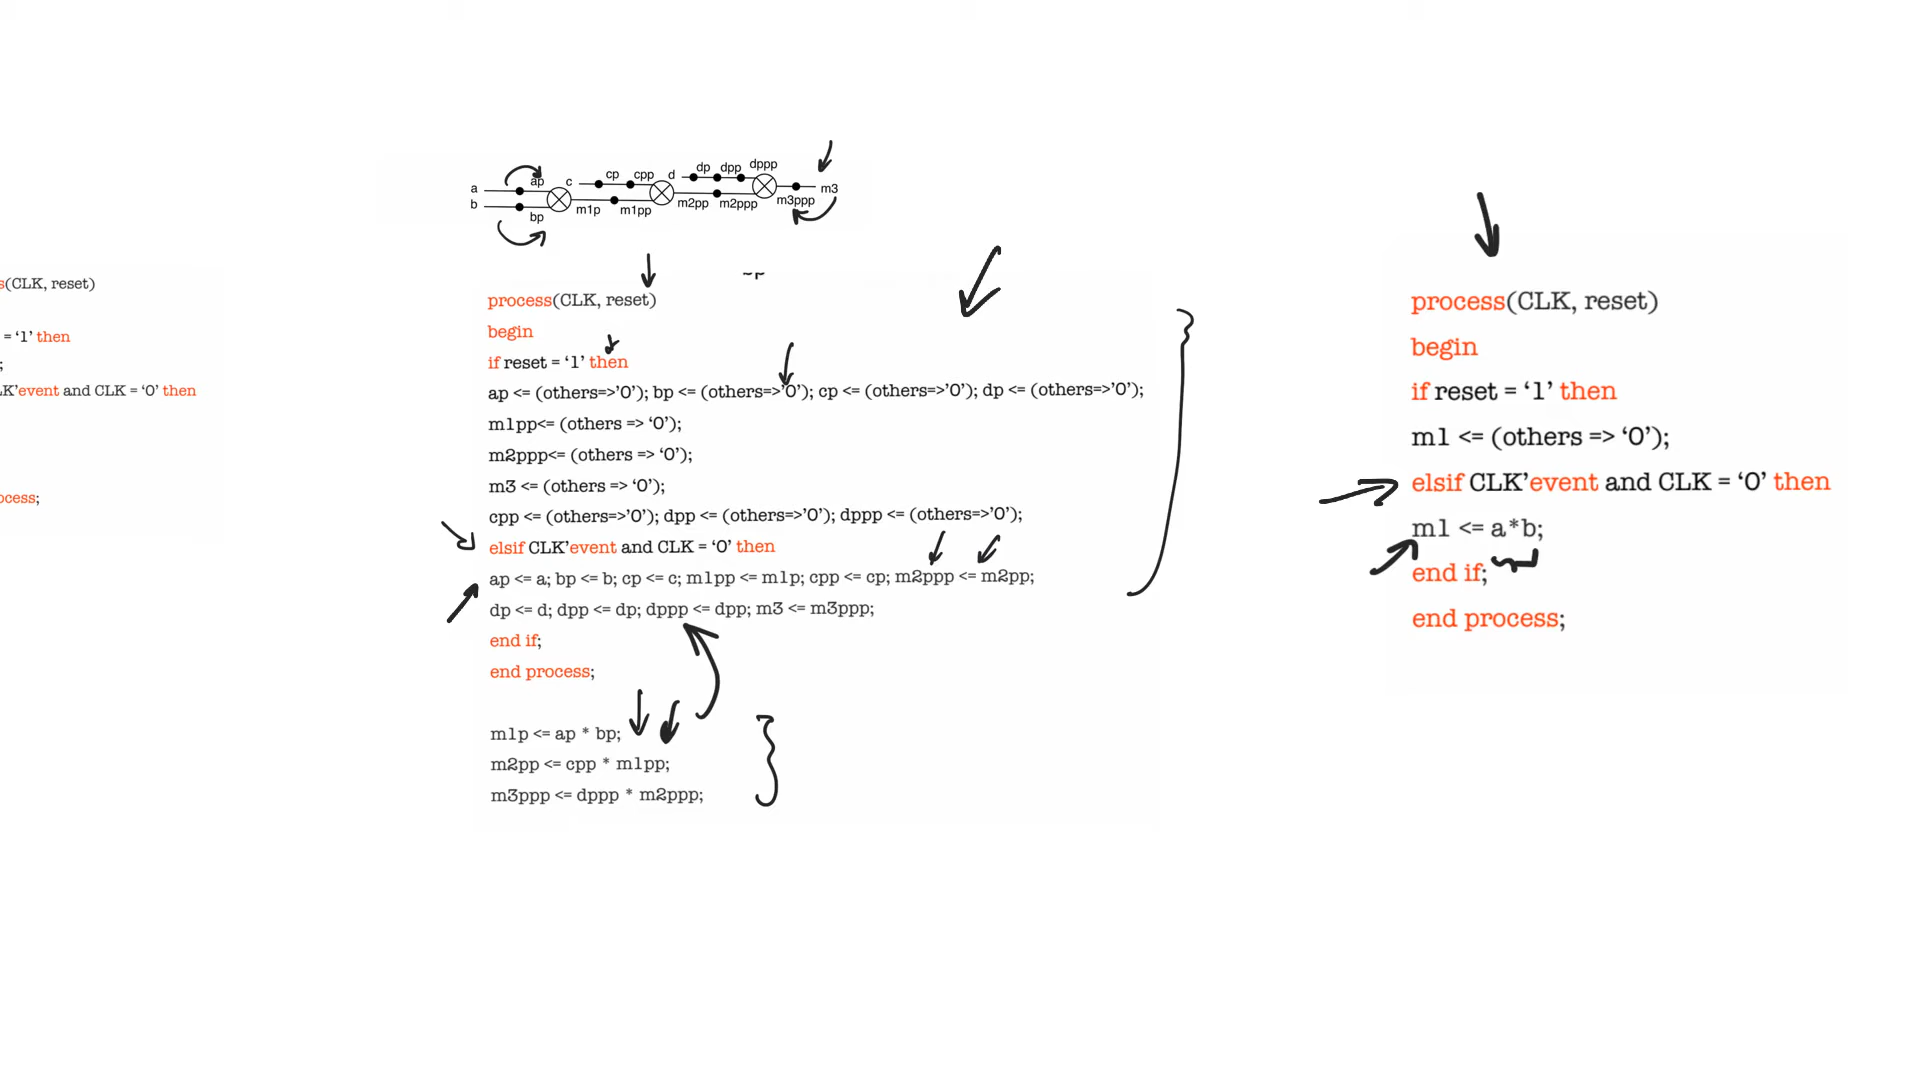 s(CLK, reset)
= ‘1’ then
;
LK’event and CLK = ‘0’ then
ocess;
a
b
ap
bp
c
m1p
cp
m1pp
cpp
d
m2pp
dp
m2ppp
dpp
dppp
m3ppp
m3
process(CLK, reset)
begin
if reset = ‘1’ then
ap <= (others=>’0’); bp <= (others=>’0’); cp <= (others=>’0’); dp <= (others=>’0’);
m1pp<= (others => ‘0’);
m2ppp<= (others => ‘0’);
m3 <= (others => ‘0’);
cpp <= (others=>’0’); dpp <= (others=>’0’); dppp <= (others=>’0’);
elsif CLK’event and CLK = ‘0’ then
ap <= a; bp <= b; cp <= c; m1pp <= m1p; cpp <= cp; m2ppp <= m2pp;
dp <= d; dpp <= dp; dppp <= dpp; m3 <= m3ppp;
end if;
end process;
m1p <= ap * bp;
m2pp <= cpp * m1pp;
m3ppp <= dppp * m2ppp;
process(CLK, reset)
begin
if reset = ‘1’ then
m1 <= (others => ‘0’);
elsif CLK’event and CLK = ‘0’ then
m1 <= a*b;
end if;
end process;